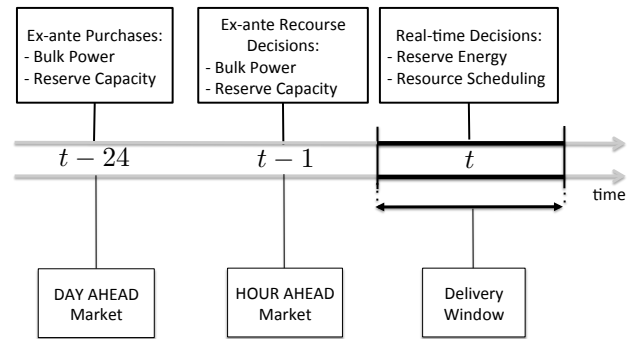 Ex-ante Purchases:
- Bulk Power
- Reserve Capacity
Ex-ante Recourse
Decisions:
- Bulk Power
- Reserve Capacity
Real-time Decisions:
- Reserve Energy
- Resource Scheduling
t − 24
t − 1
t
time
DAY AHEAD
Market
HOUR AHEAD
Market
Delivery
Window